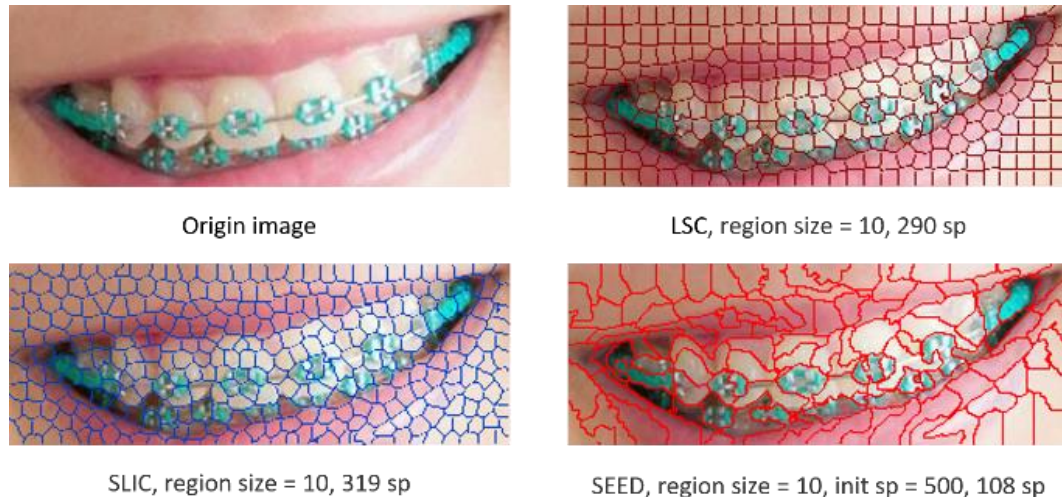 Origin image
LSC, region size = 10, 290 sp
SLIC, region size = 10, 319 sp
SEED, region size = 10, init sp = 500, 108 sp